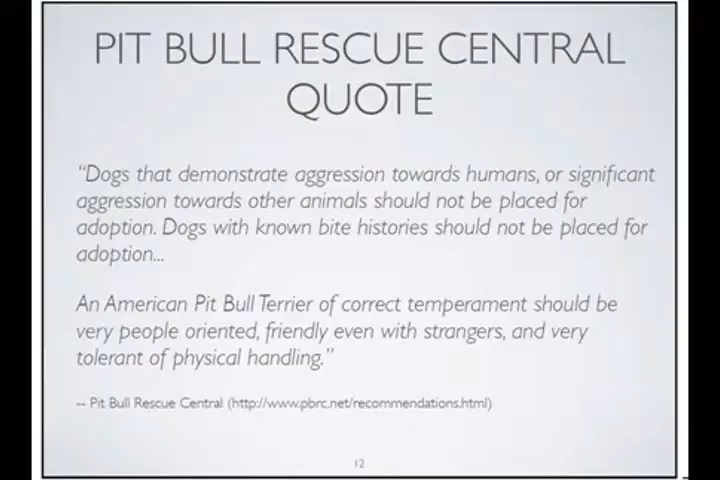 PIT BULL RESCUE CENTRAL
QUOTE
“Dogs that demonstrate aggression towards humans, or significant
aggression towards other animals should not be placed for
adoption. Dogs with known bite histories should not be placed for
adoption...
An American Pit Bull Terrier of correct temperament should be
very people oriented, friendly even with strangers, and very
tolerant of physical handling.”
-- Pit Bull Rescue Central (http://www.pbrc.net/recommendations.html)
12